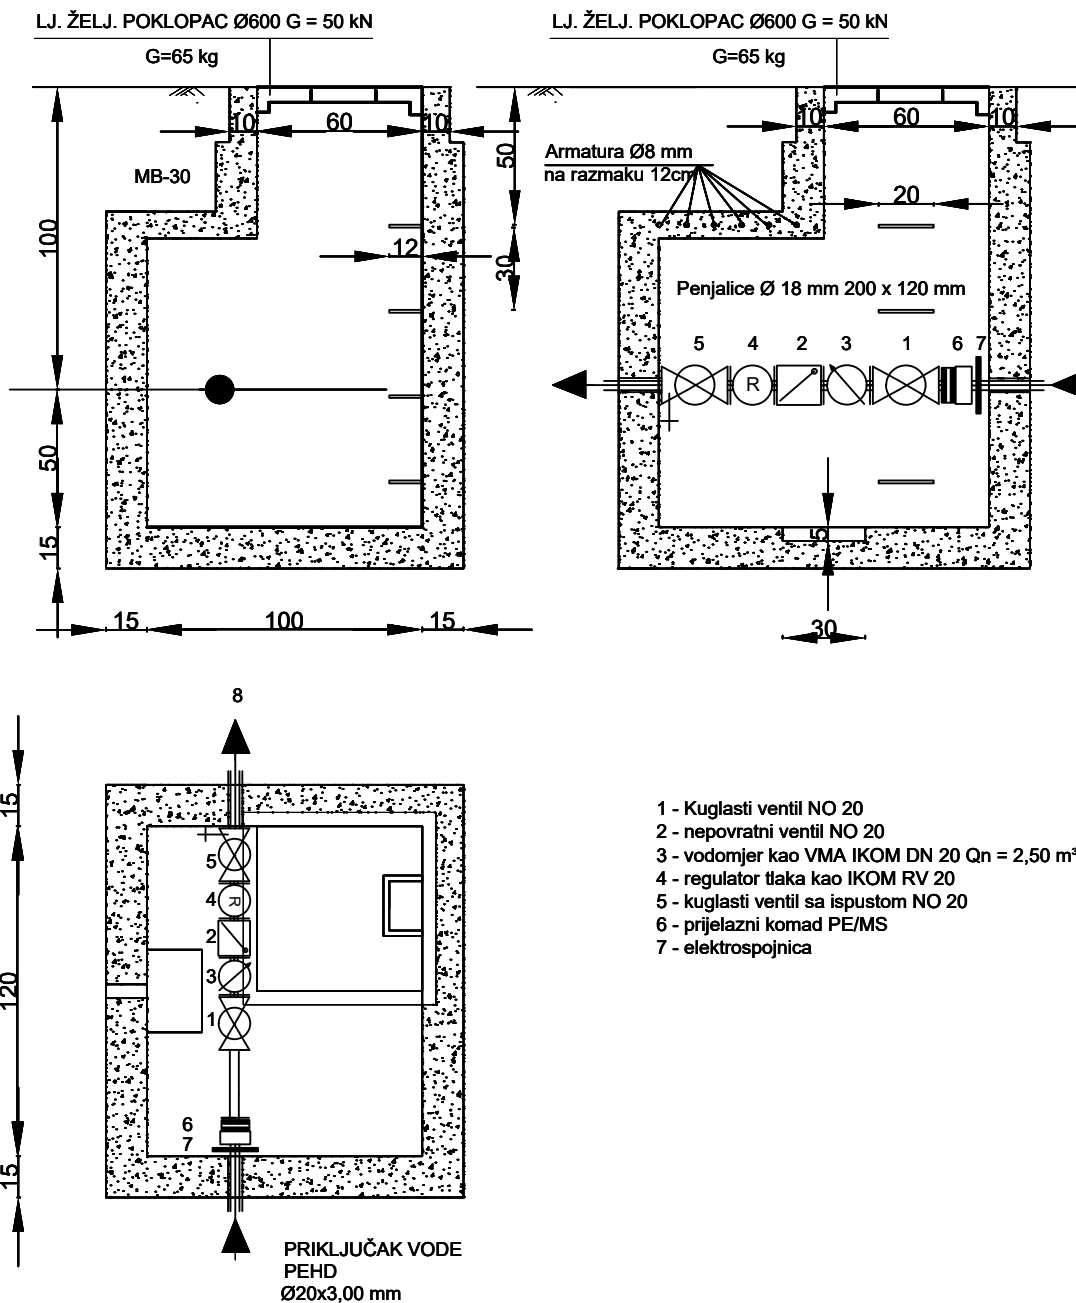 LJ. ŽELJ. POKLOPAC Ø600 G = 50 kN
G=65 kg
10
60
10
MB-30
100
12
50
30
50
15
15
100
15
LJ. ŽELJ. POKLOPAC Ø600 G = 50 kN
G=65 kg
10
60
10
Armatura Ø8 mm
na razmaku 12cm
20
Penjalice Ø 18 mm 200 x 120 mm
5 4 2 3 1 6 7
R
5
30
8
15
5
4
R
2
120
3
1
6
7
15
PRIKLJUČAK VODE
PEHD
Ø20x3,00 mm
1 - Kuglasti ventil NO 20
2 - nepovratni ventil NO 20
3 - vodomjer kao VMA IKOM DN 20 Qn = 2,50 m³
4 - regulator tlaka kao IKOM RV 20
5 - kuglasti ventil sa ispustom NO 20
6 - prijelazni komad PE/MS
7 - elektrospojnica